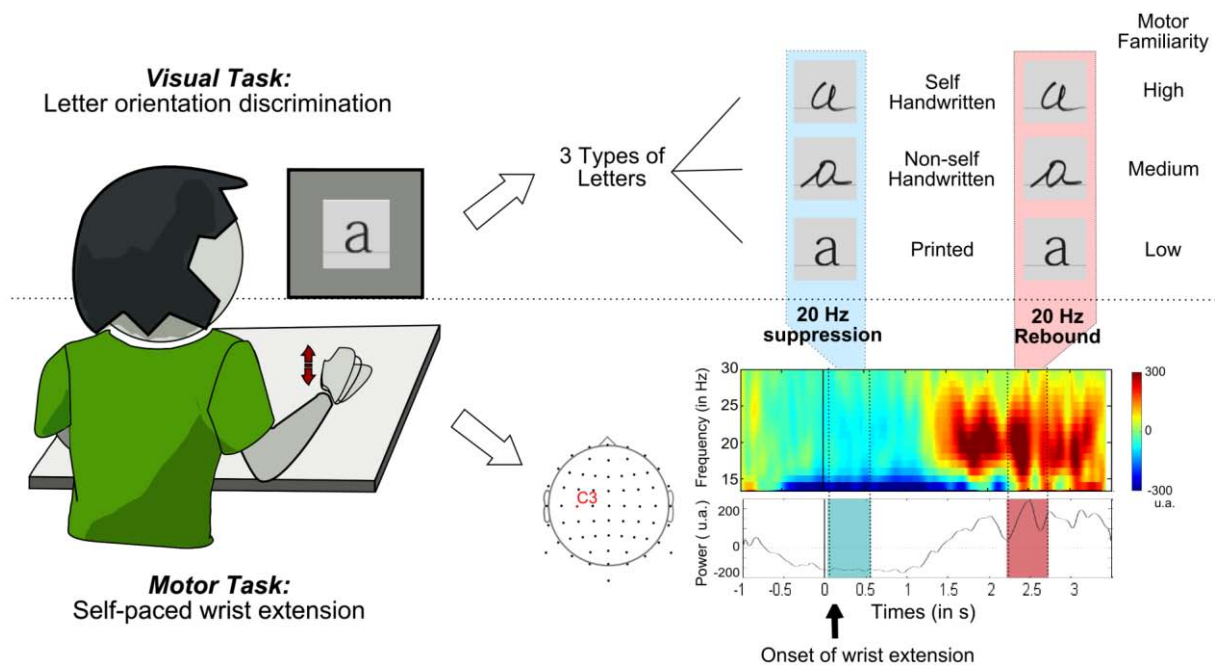 Visual Task:
Letter orientation discrimination
a
3 Types of
Letters
Motor
Familiarity
a
Self
Handwritten
a
High
a
Non-self
Handwritten
a
Medium
a
Printed
a
Low
20 Hz
suppression
20 Hz
Rebound
Motor Task:
Self-paced wrist extension
C3
Frequency (in Hz)
30
25
20
15
300
0
-300
u.a.
Power ( u.a.)
200
0
-200
-1 -0.5 0 0.5 1 1.5 2 2.5 3
Times (in s)
Onset of wrist extension